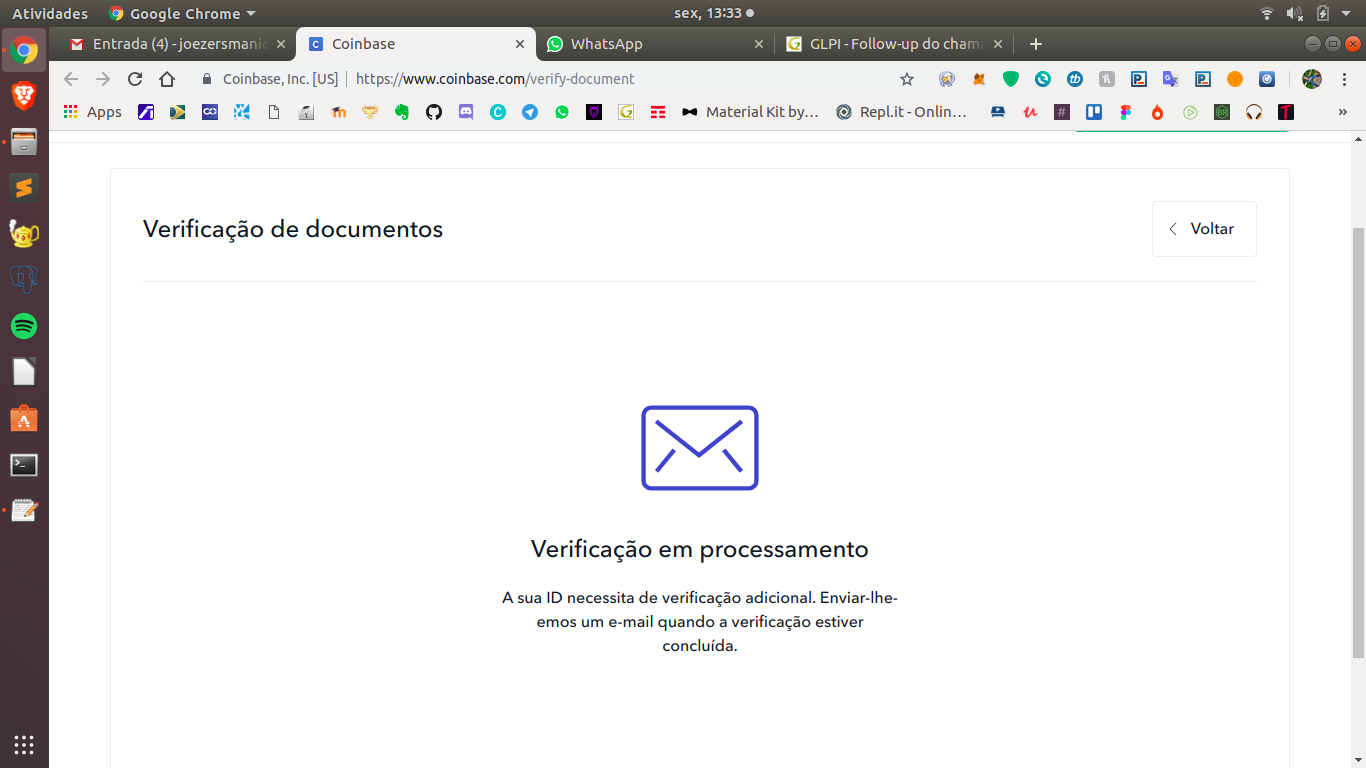 Atividades Google Chrome sex, 13:33
Entrada (4) - joezersmani Coinbase WhatsApp GLPI - Follow-up do chama
Coinbase, Inc. [US] https://www.coinbase.com/verify-document
Apps Material Kit by... Repl.it - Onlin... »
Verificação de documentos
Voltar
Verificação em processamento
A sua ID necessita de verificação adicional. Enviar-lhe-
emos um e-mail quando a verificação estiver
concluída.